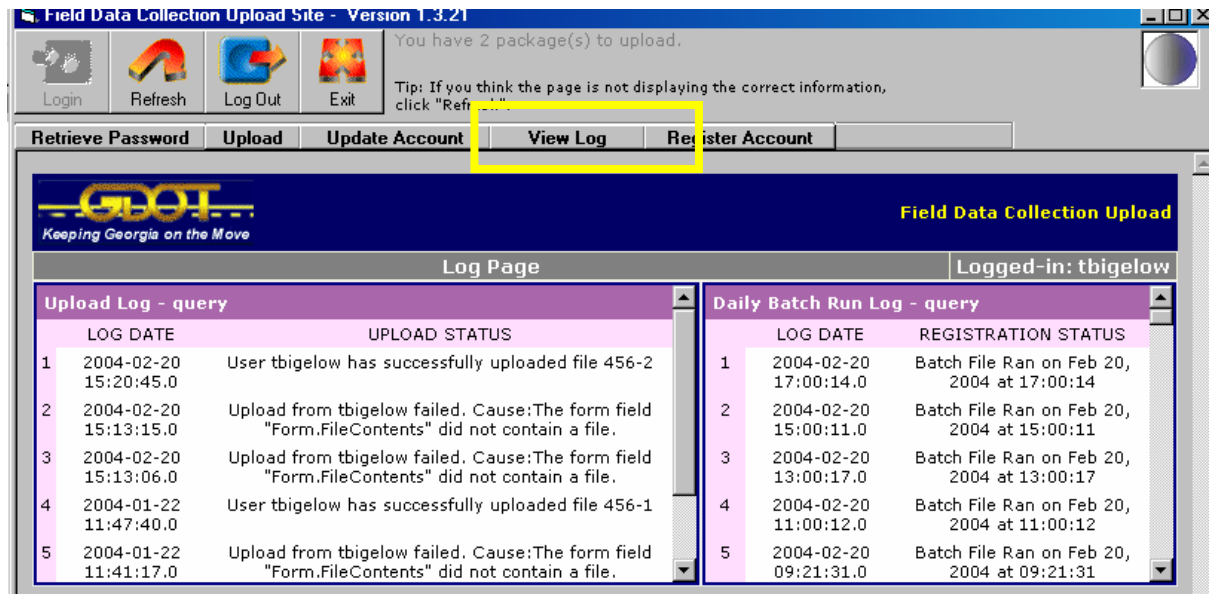 Field Data Collection Upload Site - Version 1.3.21
You have 2 package(s) to upload.
Tip: If you think the page is not displaying the correct information,
click "Refresh".
Login Refresh Log Out Exit
Retrieve Password Upload Update Account View Log Register Account
GDOT
Keeping Georgia on the Move
Field Data Collection Upload
Log Page
Logged-in: tbigelow
Upload Log - query
LOG DATE UPLOAD STATUS
1 2004-02-20 User tbigelow has successfully uploaded file 456-2
15:20:45.0
2 2004-02-20 Upload from tbigelow failed. Cause:The form field
15:13:15.0 "Form.FileContents" did not contain a file.
3 2004-02-20 Upload from tbigelow failed. Cause:The form field
15:13:06.0 "Form.FileContents" did not contain a file.
4 2004-01-22 User tbigelow has successfully uploaded file 456-1
11:47:40.0
5 2004-01-22 Upload from tbigelow failed. Cause:The form field
11:41:17.0 "Form.FileContents" did not contain a file.
Daily Batch Run Log - query
LOG DATE REGISTRATION STATUS
1 2004-02-20 Batch File Ran on Feb 20,
17:00:14.0 2004 at 17:00:14
2 2004-02-20 Batch File Ran on Feb 20,
15:00:11.0 2004 at 15:00:11
3 2004-02-20 Batch File Ran on Feb 20,
13:00:17.0 2004 at 13:00:17
4 2004-02-20 Batch File Ran on Feb 20,
11:00:12.0 2004 at 11:00:12
5 2004-02-20 Batch File Ran on Feb 20,
09:21:31.0 2004 at 09:21:31